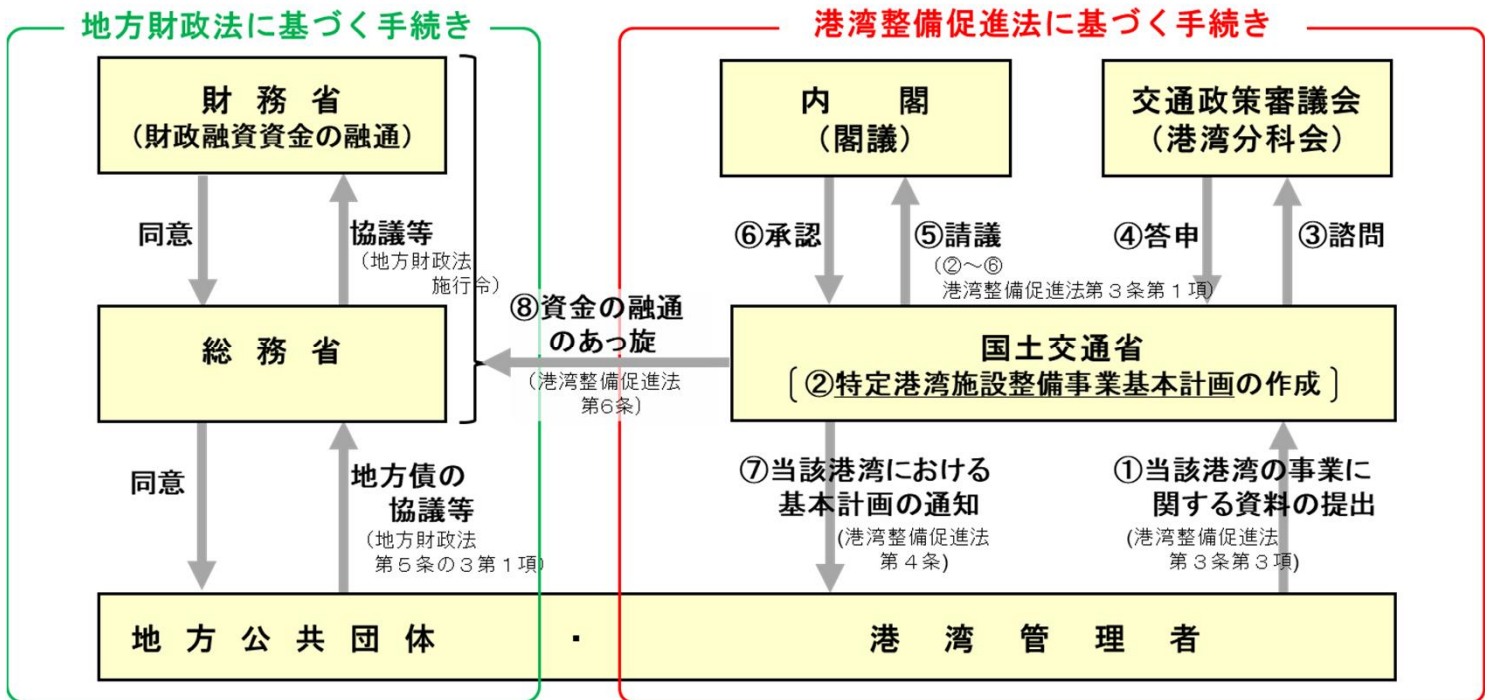 地方財政法に基づく手続き
港湾整備促進法に基づく手続き
財務省
（財政融資資金の融通）
同意
協議等
（地方財政法
施行令）
総務省
同意
地方債の
協議等
（地方財政法
第５条の３第１項）
内閣
（閣議）
交通政策審議会
（港湾分科会）
⑥承認
⑤請議
（②～⑥
港湾整備促進法第３条第１項）
④答申
③諮問
⑧資金の融通
のあっ旋
（港湾整備促進法
第6条）
国土交通省
〔②特定港湾施設整備事業基本計画の作成〕
⑦当該港湾における
基本計画の通知
(港湾整備促進法
第４条)
①当該港湾の事業に
関する資料の提出
(港湾整備促進法
第３条第３項)
地方公共団体・港湾管理者